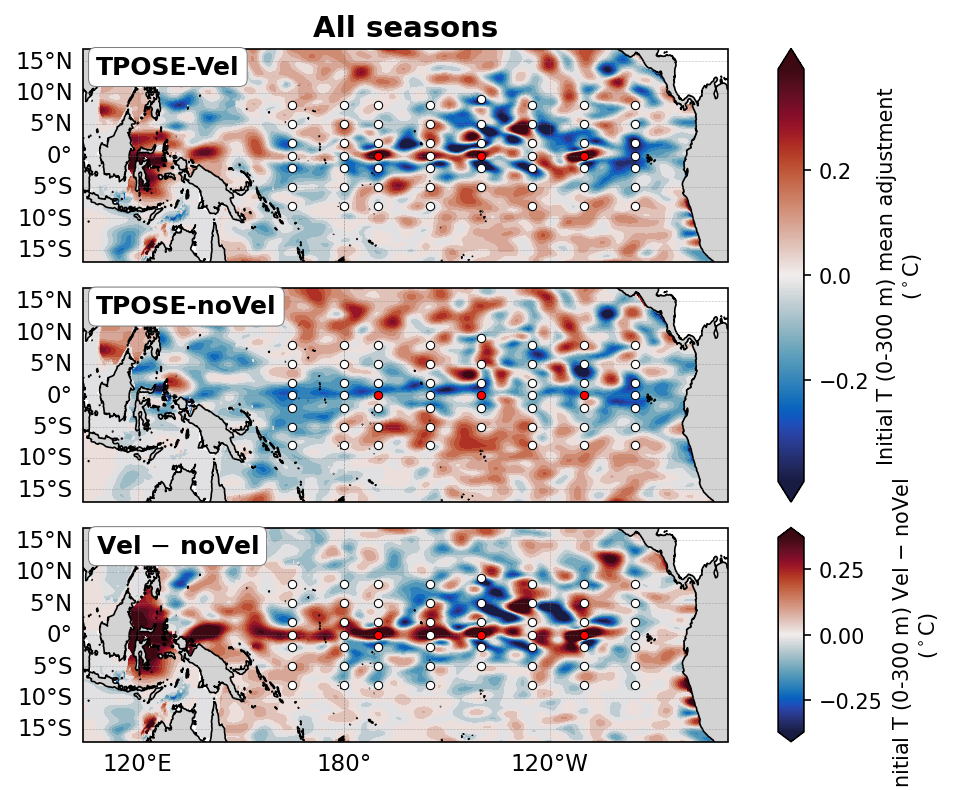 All seasons
TPOSE-Vel
15°N
10°N
5°N
0°
5°S
10°S
15°S
TPOSE-noVel
15°N
10°N
5°N
0°
5°S
10°S
15°S
Vel − noVel
15°N
10°N
5°N
0°
5°S
10°S
15°S
120°E
180°
120°W
0.2
0.0
−0.2
Initial T (0-300 m) mean adjustment
(°C)
0.25
0.00
−0.25
nitial T (0-300 m) Vel − noVel
(°C)